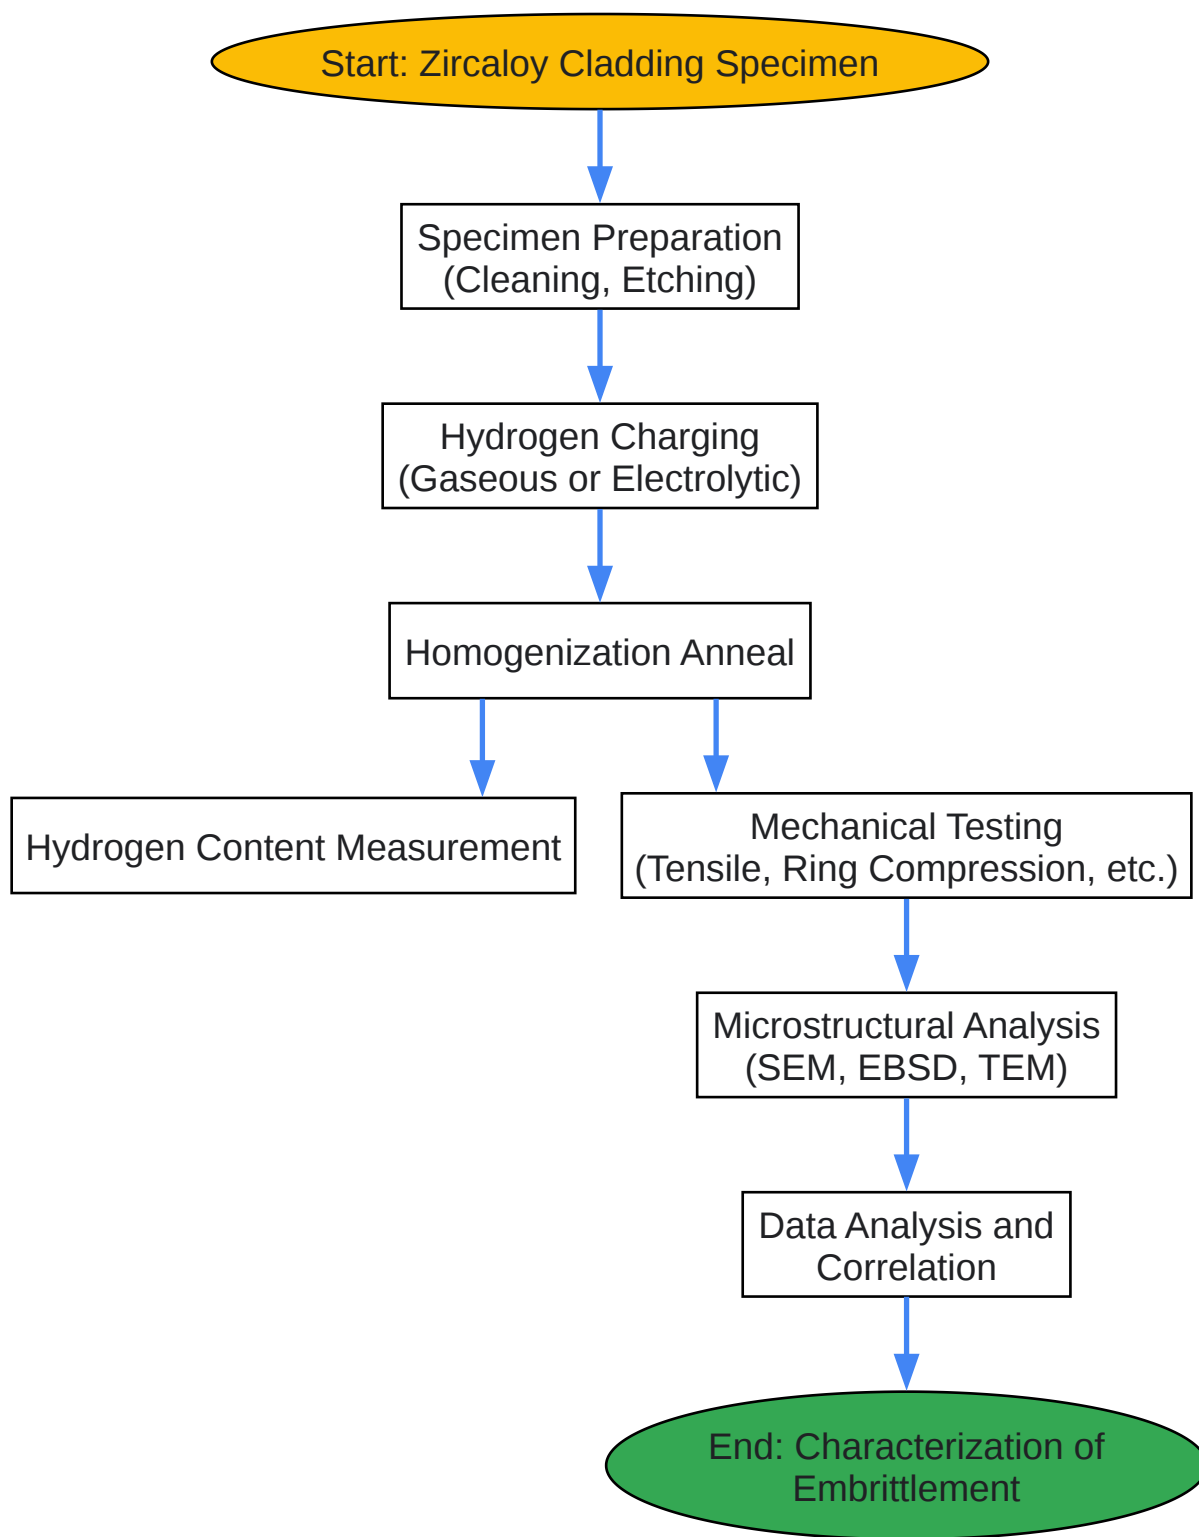 Start: Zircaloy Cladding Specimen
Specimen Preparation
(Cleaning, Etching)
Hydrogen Charging
(Gaseous or Electrolytic)
Homogenization Anneal
Hydrogen Content Measurement
Mechanical Testing
(Tensile, Ring Compression, etc.)
Microstructural Analysis
(SEM, EBSD, TEM)
Data Analysis and
Correlation
End: Characterization of
Embrittlement